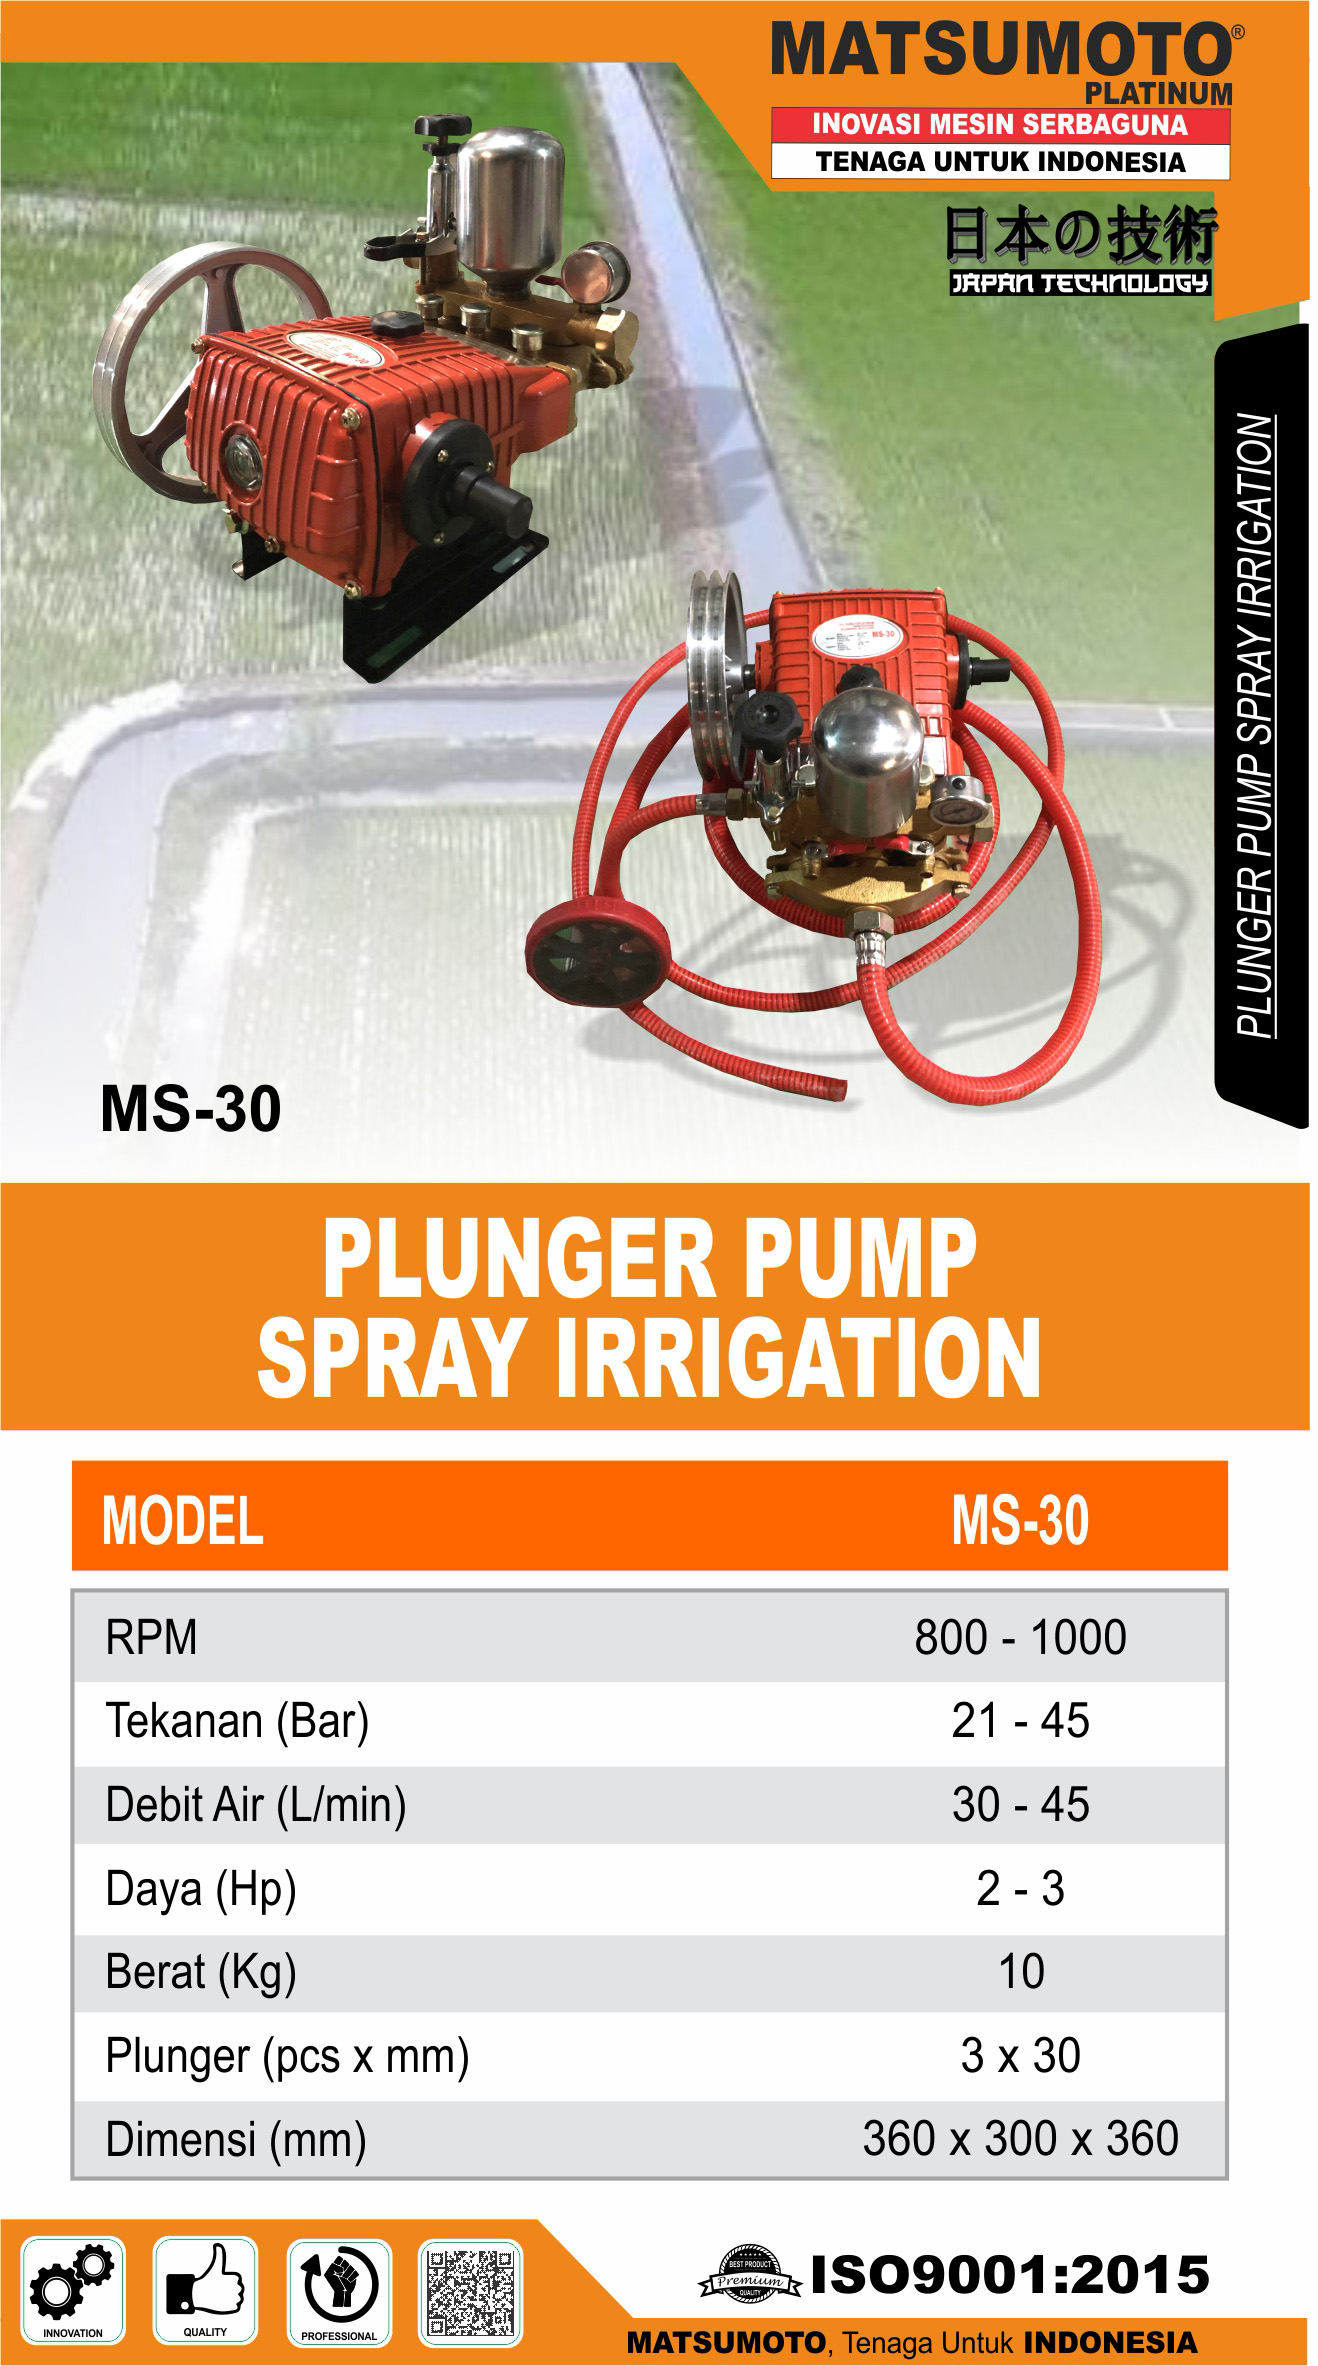 MATSUMOTO®
PLATINUM
INOVASI MESIN SERBAGUNA
TENAGA UNTUK INDONESIA
日本の技術
JAPAN TECHNOLOGY
PLUNGER PUMP SPRAY IRRIGATION
MS-30
MS-30
PLUNGER PUMP
SPRAY IRRIGATION
MODEL MS-30
RPM 800 - 1000
Tekanan (Bar) 21 - 45
Debit Air (L/min) 30 - 45
Daya (Hp) 2 - 3
Berat (Kg) 10
Plunger (pcs x mm) 3 x 30
Dimensi (mm) 360 x 300 x 360
INNOVATION
QUALITY
PROFESSIONAL
BEST PRODUCT
Premium
QUALITY
ISO9001:2015
MATSUMOTO, Tenaga Untuk INDONESIA